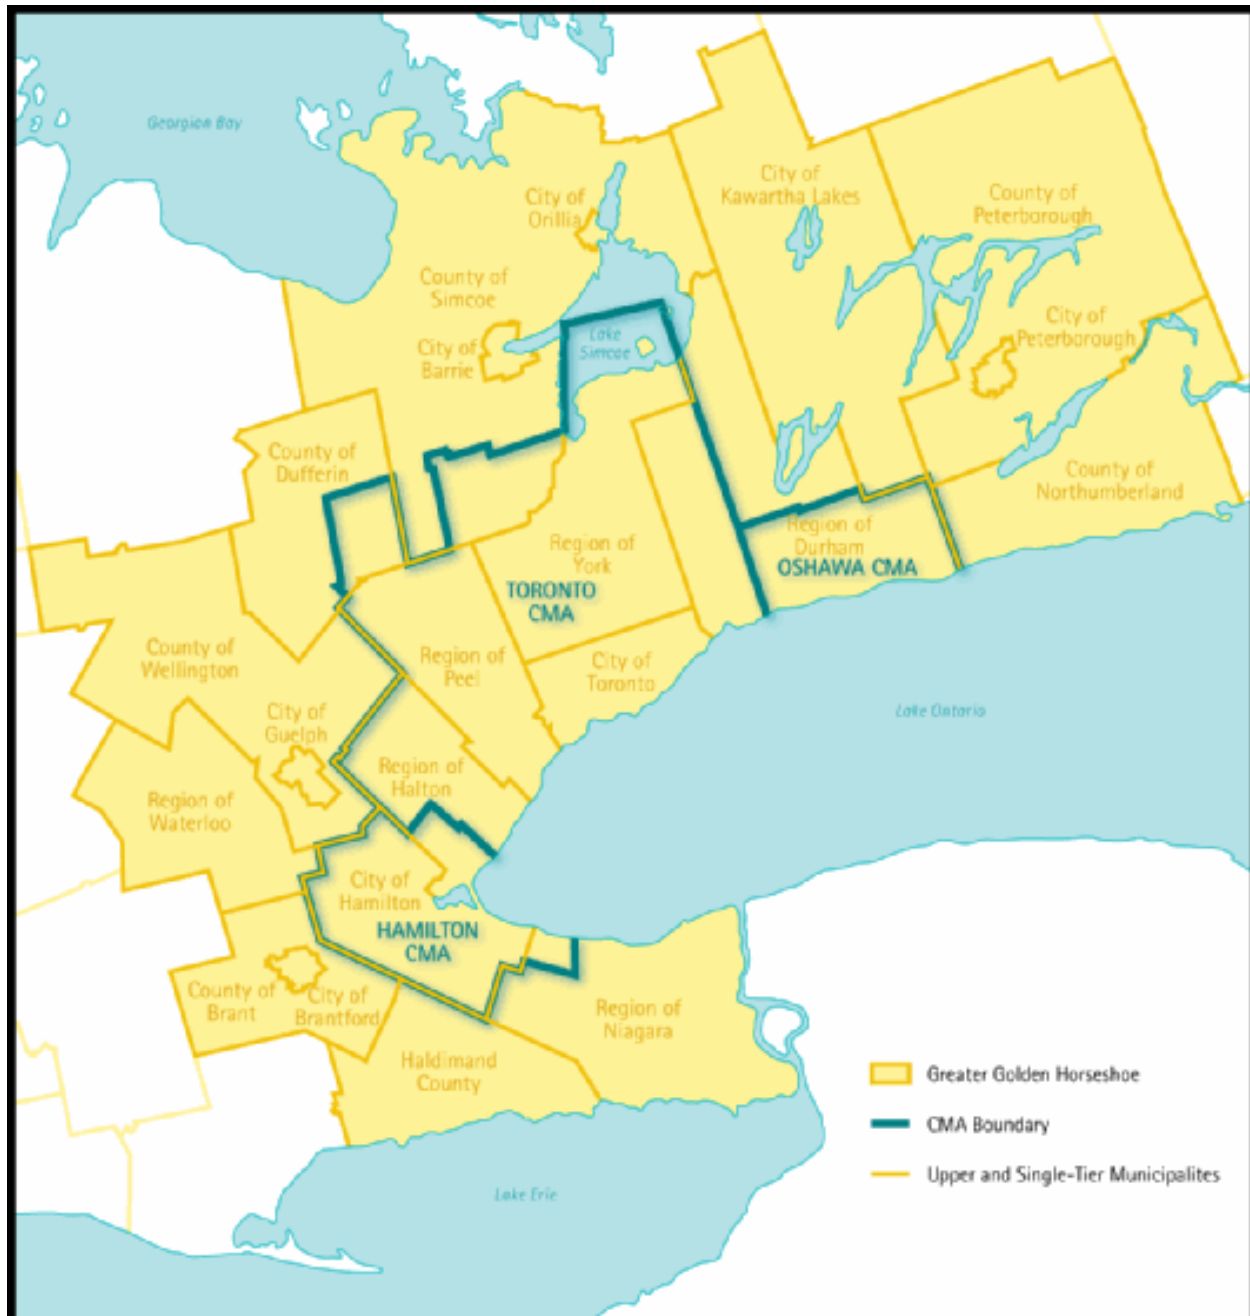 Georgian Bay
City of
Orillia
City of
Kawartha Lakes
County of
Peterborough
County of
Simcoe
City of
Barrie
Lake
Simcoe
City of
Peterborough
County of
Dufferin
County of
Northumberland
Region of
York
Region of
Durham
OSHAWA CMA
TORONTO
CMA
County of
Wellington
Region of
Peel
City of
Toronto
Lake Ontario
City of
Guelph
Region of
Halton
Region of
Waterloo
City of
Hamilton
HAMILTON
CMA
County of
Brant
City of
Brantford
Region of
Niagara
Haldimand
County
Lake Erie
Greater Golden Horseshoe
CMA Boundary
Upper and Single-Tier Municipalites